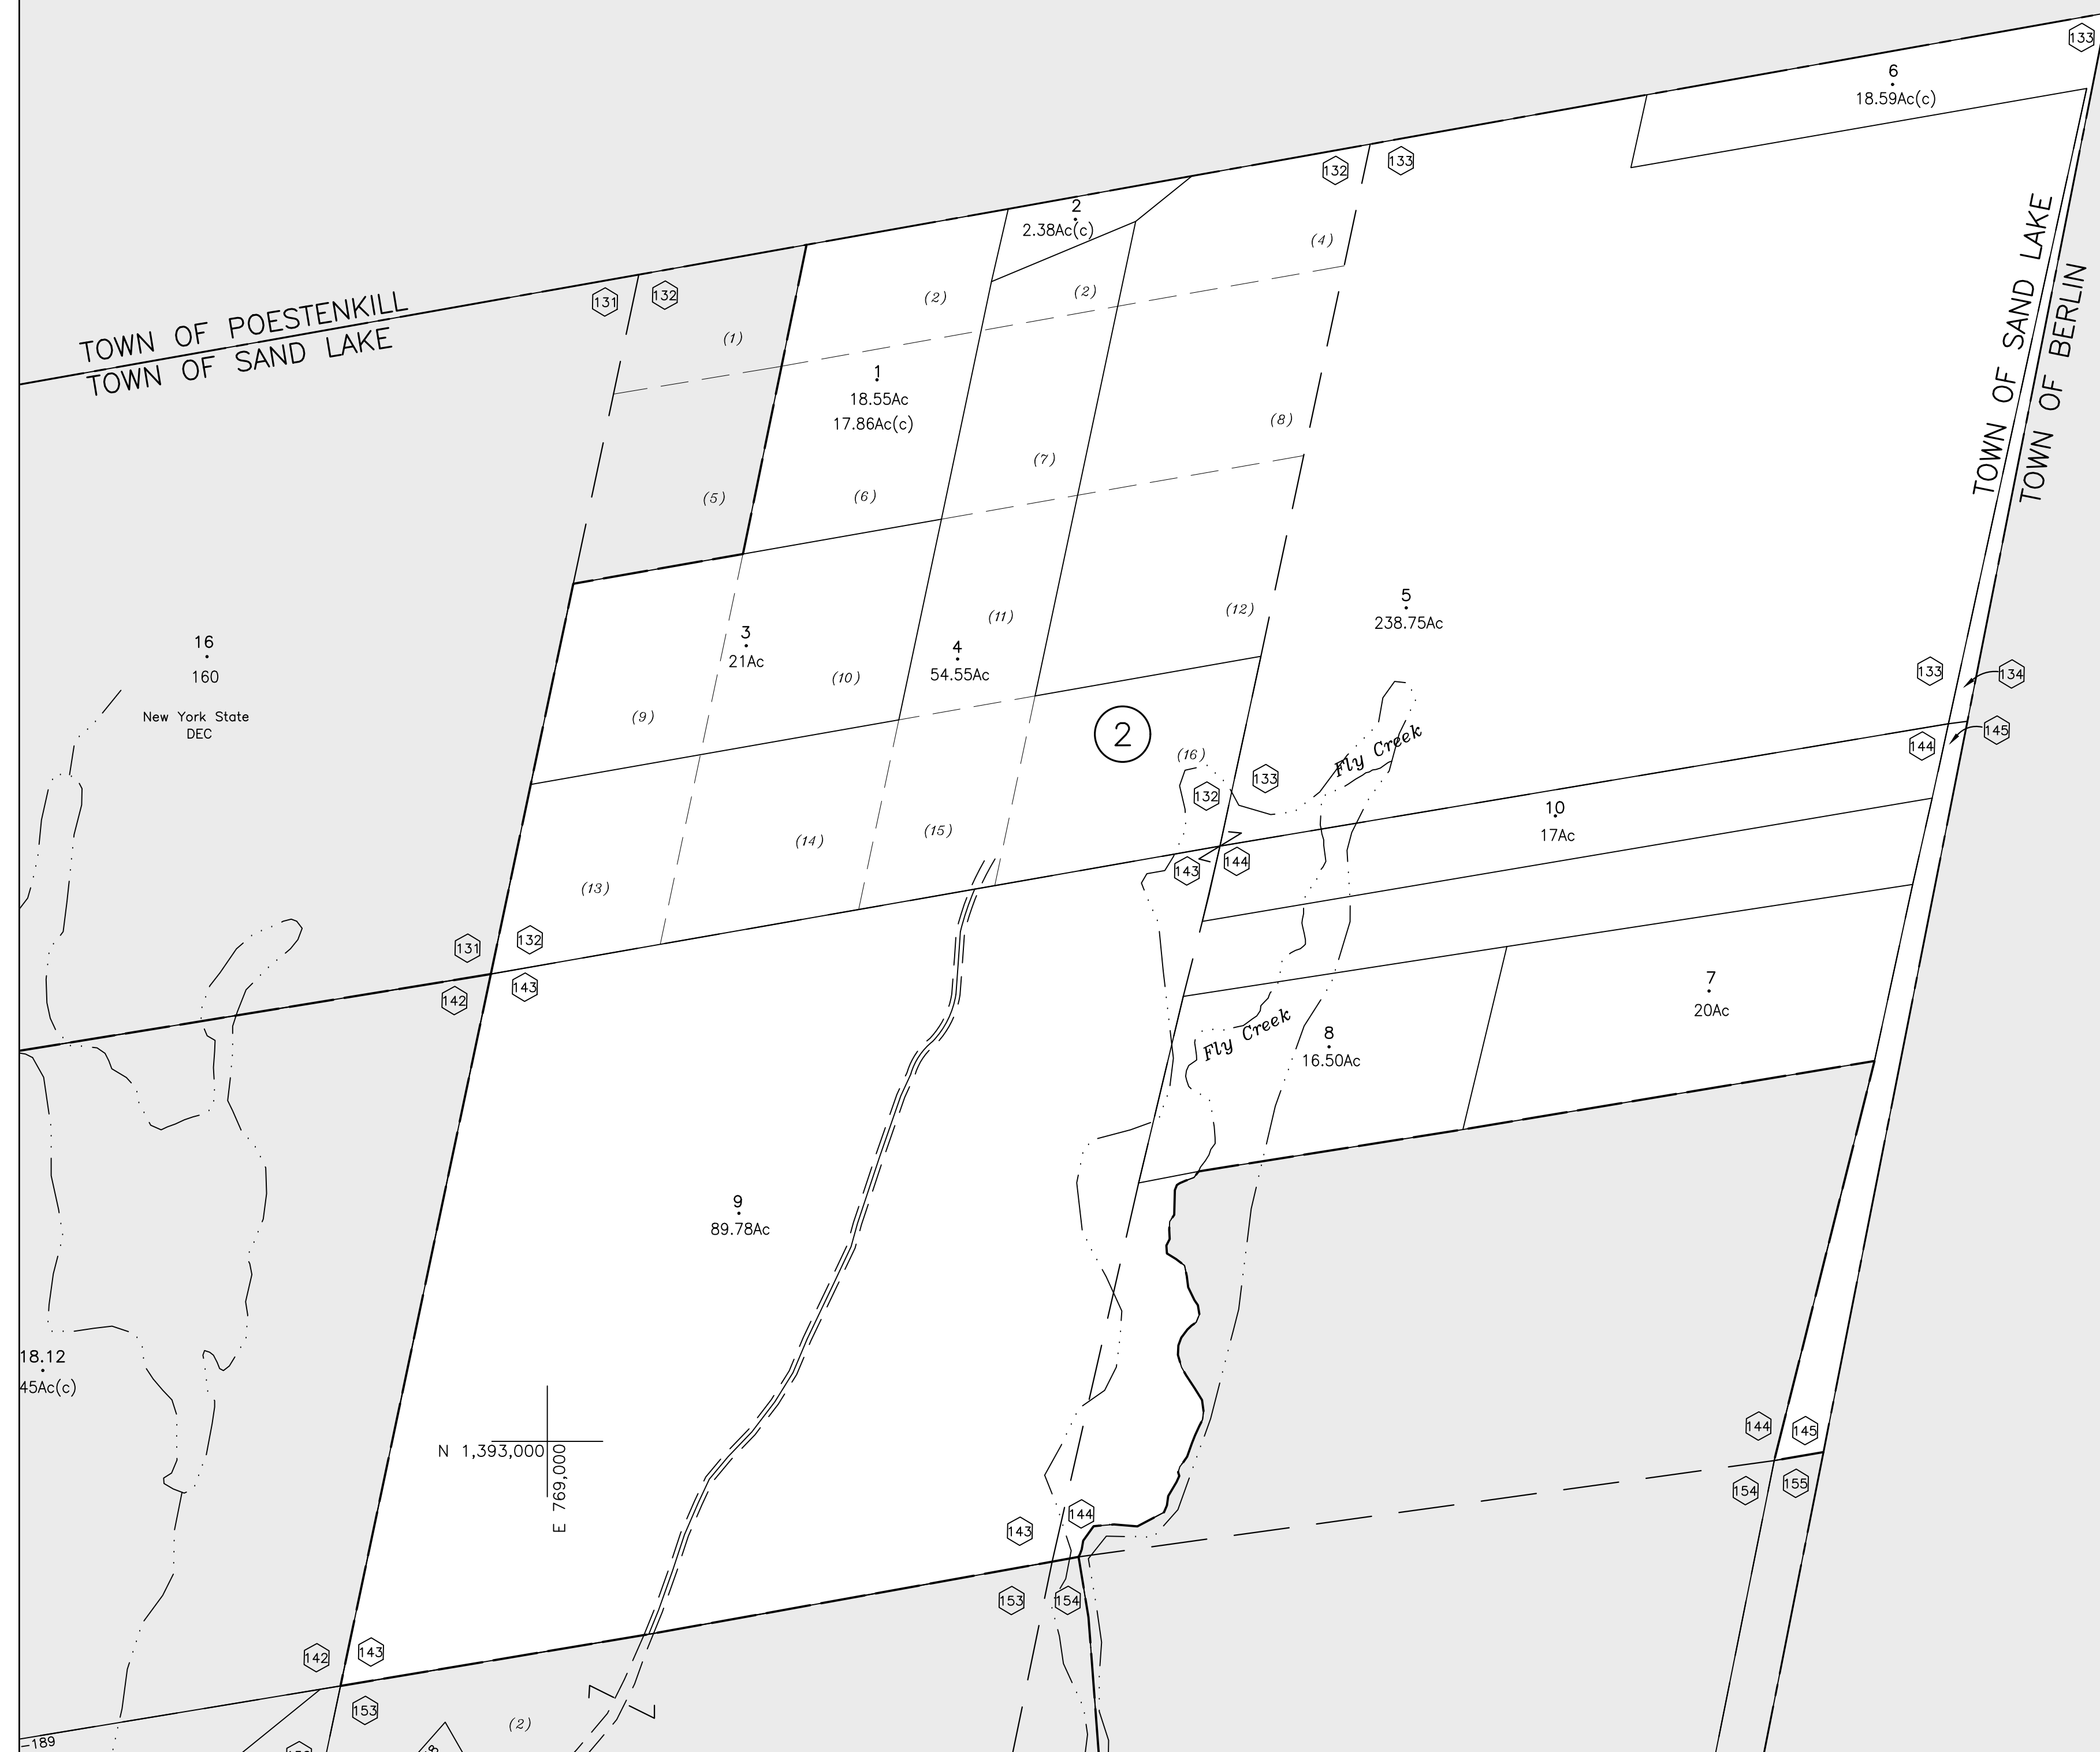 133
6
18.59Ac(c)
132
133
2
2.38Ac(c)
(4)
(2)
(2)
131
132
(1)
TOWN OF POESTENKILL
TOWN OF SAND LAKE
TOWN OF SAND LAKE
TOWN OF BERLIN
1
18.55Ac
17.86Ac(c)
(8)
(7)
(6)
(5)
5
238.75Ac
(12)
(11)
3
21Ac
4
54.55Ac
(10)
(9)
16
160
New York State
DEC
133
134
2
Fly Creek
145
144
(16)
133
132
10
17Ac
(15)
(14)
143
144
(13)
131
132
142
143
7
20Ac
Fly Creek
8
16.50Ac
9
89.78Ac
18.12
45Ac(c)
N 1,393,000
E 769,000
144
145
154
155
143
144
153
154
142
143
153
(2)
-189